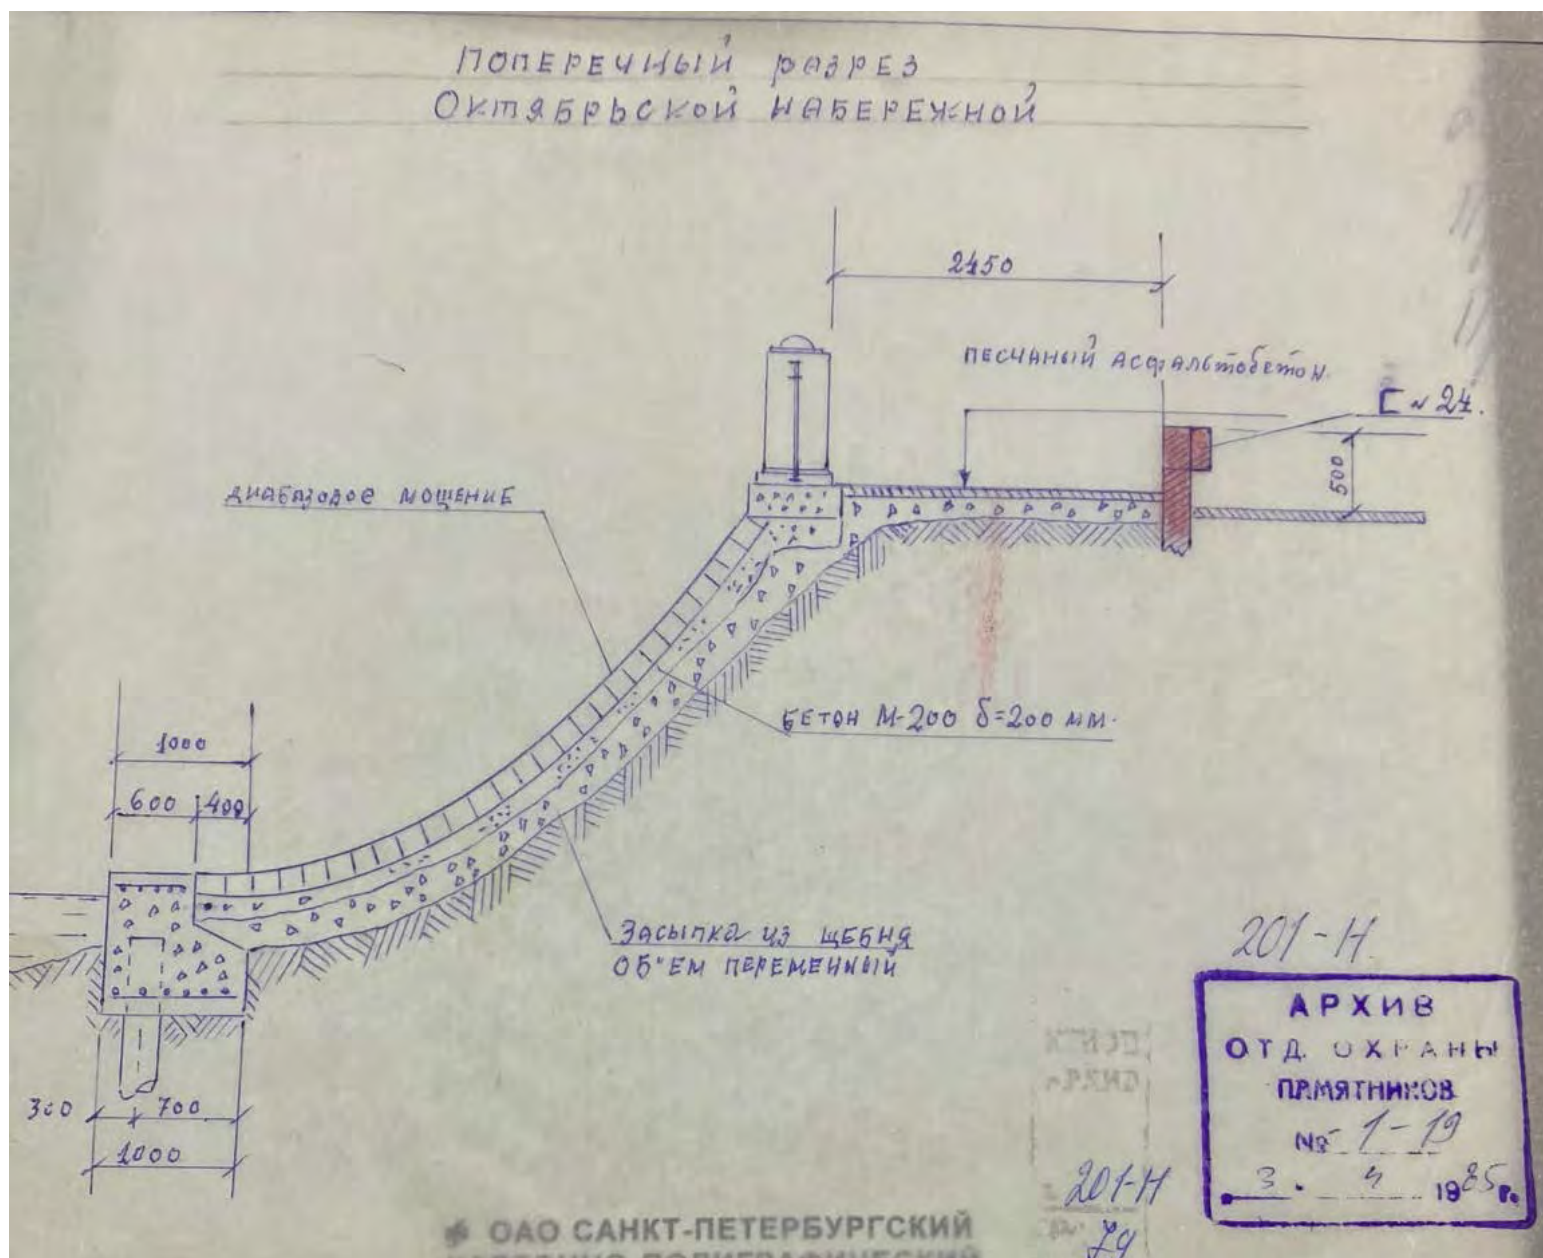 ПОПЕРЕЧНЫЙ РАЗРЕЗ
ОКТЯБРЬСКОЙ НАБЕРЕЖНОЙ
2450
ПЕСЧАНЫЙ АСФАЛЬТОБЕТОН.
[ ~ 24.
500
ДИАБАЗОВОЕ МОЩЕНИЕ
БЕТОН М-200 δ=200 мм.
1000
600 400
ЗАСЫПКА ИЗ ЩЕБНЯ
ОБ"ЕМ ПЕРЕМЕННЫЙ
300 700
1000
201-Н.
АРХИВ
ОТД. ОХРАНЫ
ПАМЯТНИКОВ
№ 1-19
3. 4 1985 г.
201-Н
79
ОАО САНКТ-ПЕТЕРБУРГСКИЙ